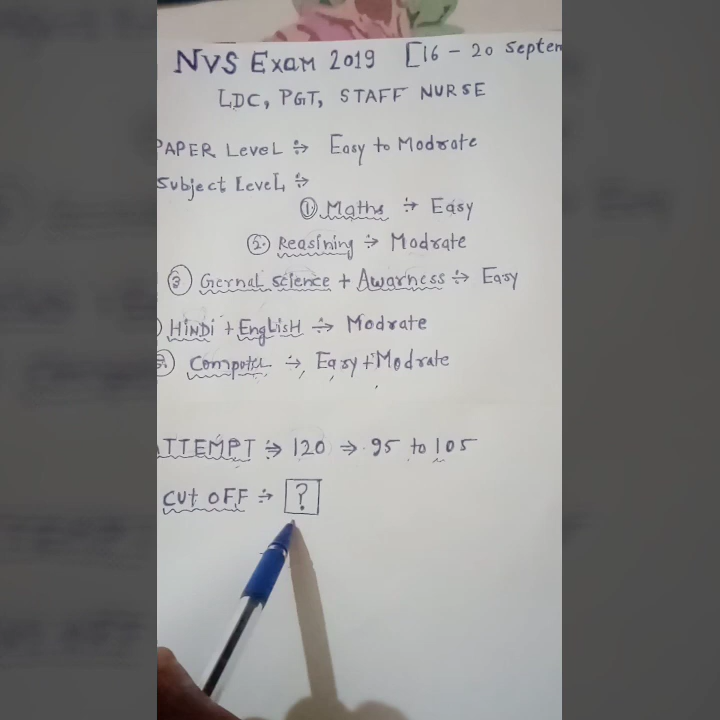 NVS Exam 2019 [16 - 20 Septem
LDC, PGT, STAFF NURSE
PAPER LEVEL ÷> Easy to Modrate
Subject LEVEL ÷>
① Maths ÷> Easy
②. Reasining ÷> Modrate
③ Gernal science + Awarness ÷> Easy
) HINDi + EngLisH ÷> Modrate
Computer ÷> Easy + Modrate
ATTEMPT ÷> 120 => 95 to 105
CUt OFF ÷> ?